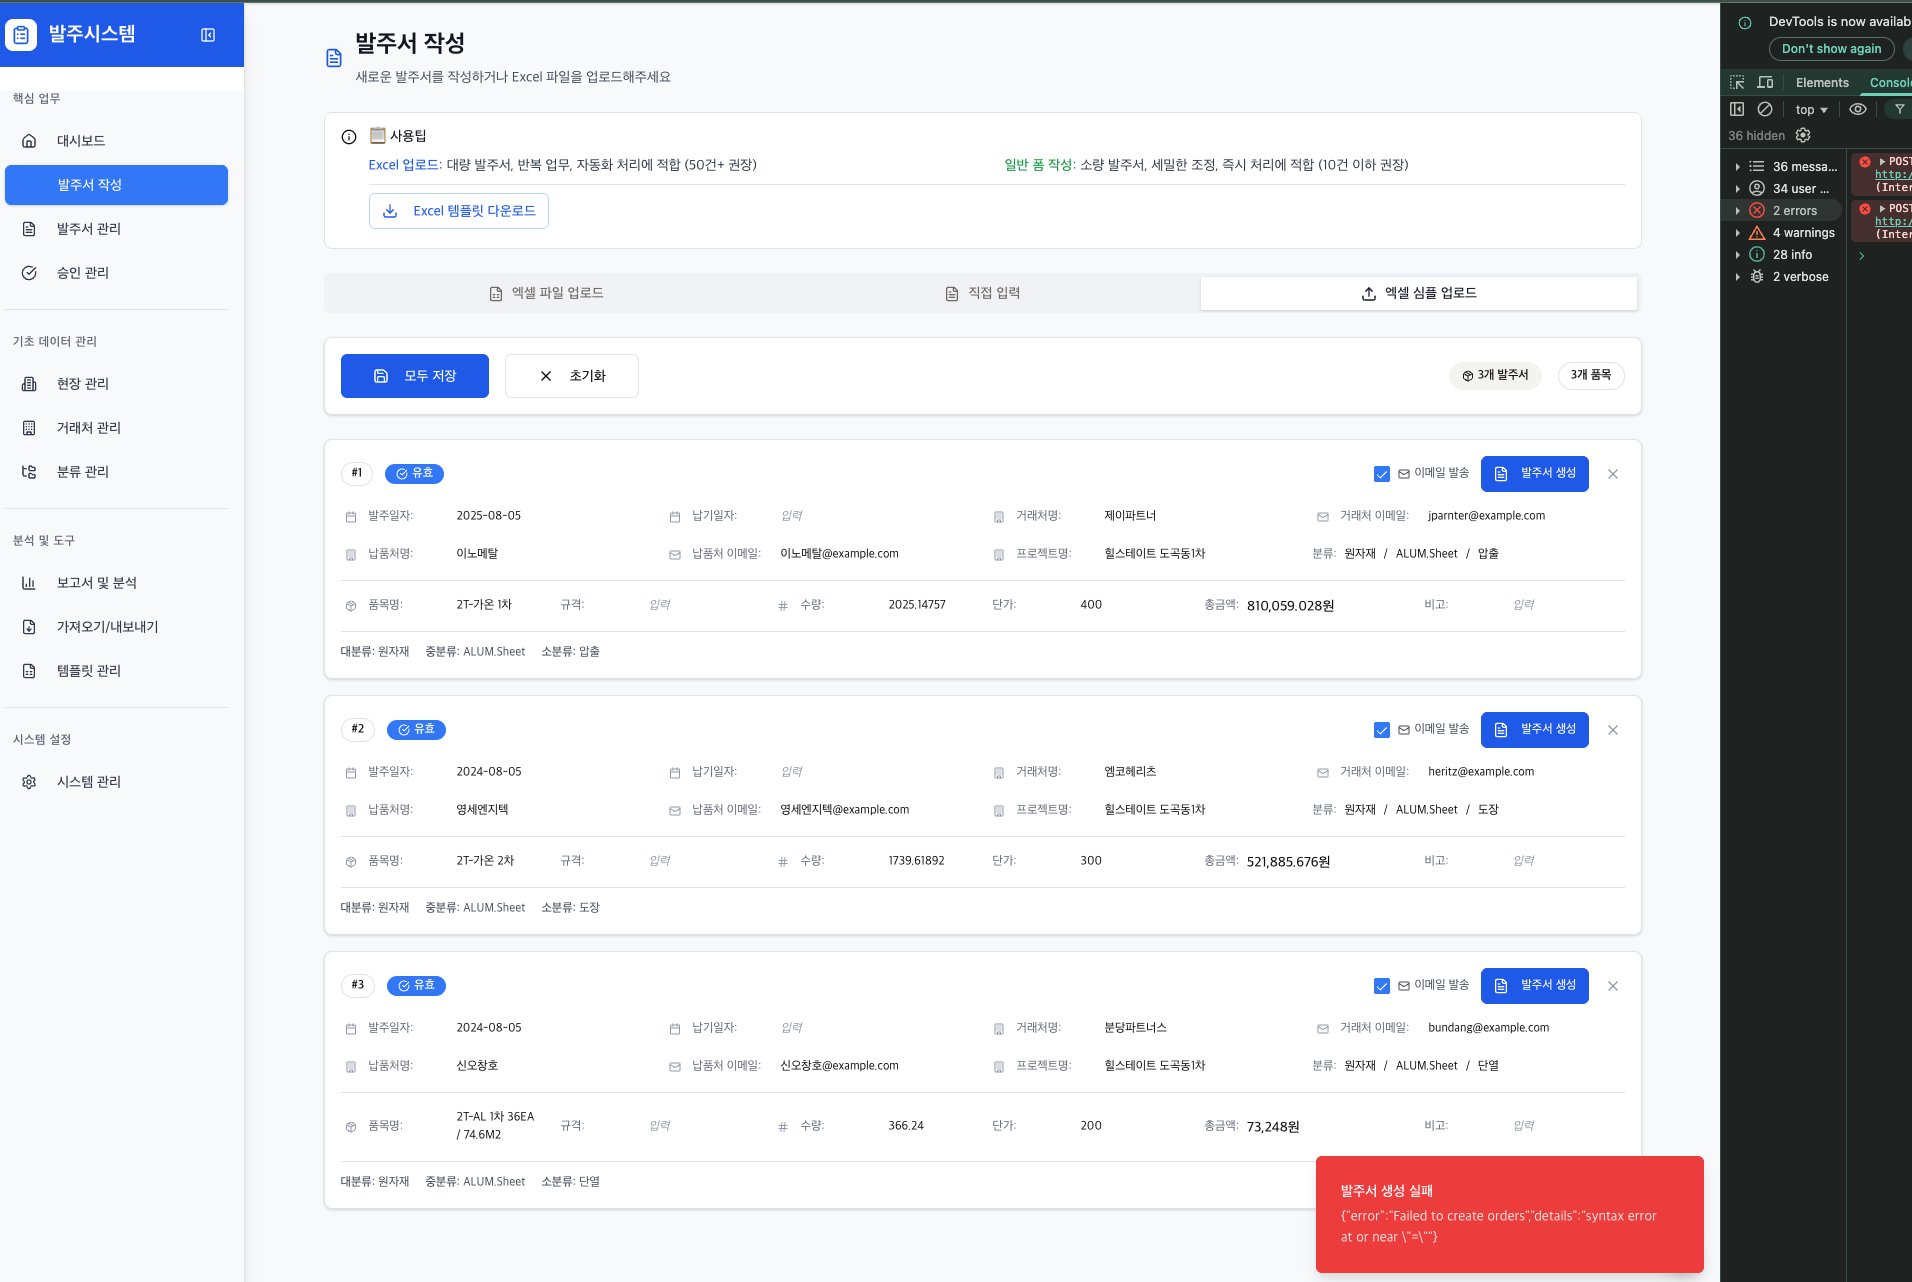 발주시스템
핵심 업무
대시보드
발주서 작성
발주서 관리
승인 관리
기초 데이터 관리
현장 관리
거래처 관리
분류 관리
분석 및 도구
보고서 및 분석
가져오기/내보내기
템플릿 관리
시스템 설정
시스템 관리
발주서 작성
새로운 발주서를 작성하거나 Excel 파일을 업로드해주세요
사용팁
Excel 업로드: 대량 발주서, 반복 업무, 자동화 처리에 적합 (50건+ 권장)
일반 폼 작성: 소량 발주서, 세밀한 조정, 즉시 처리에 적합 (10건 이하 권장)
Excel 템플릿 다운로드
엑셀 파일 업로드 직접 입력 엑셀 심플 업로드
모두 저장 초기화 3개 발주서 3개 품목
#1 유효 이메일 발송 발주서 생성
발주일자: 2025-08-05 납기일자: 입력 거래처명: 제이파트너 거래처 이메일: jparnter@example.com
납품처명: 이노메탈 납품처 이메일: 이노메탈@example.com 프로젝트명: 힐스테이트 도곡동1차 분류: 원자재 / ALUM.Sheet / 압출
품목명: 2T-가온 1차 규격: 입력 수량: 2025.14757 단가: 400 총금액: 810,059.028원 비고: 입력
대분류: 원자재 중분류: ALUM.Sheet 소분류: 압출
#2 유효 이메일 발송 발주서 생성
발주일자: 2024-08-05 납기일자: 입력 거래처명: 엠코헤리츠 거래처 이메일: heritz@example.com
납품처명: 영세엔지텍 납품처 이메일: 영세엔지텍@example.com 프로젝트명: 힐스테이트 도곡동1차 분류: 원자재 / ALUM.Sheet / 도장
품목명: 2T-가온 2차 규격: 입력 수량: 1739.61892 단가: 300 총금액: 521,885.676원 비고: 입력
대분류: 원자재 중분류: ALUM.Sheet 소분류: 도장
#3 유효 이메일 발송 발주서 생성
발주일자: 2024-08-05 납기일자: 입력 거래처명: 분당파트너스 거래처 이메일: bundang@example.com
납품처명: 신오창호 납품처 이메일: 신오창호@example.com 프로젝트명: 힐스테이트 도곡동1차 분류: 원자재 / ALUM.Sheet / 단열
품목명: 2T-AL 1차 36EA
/ 74.6M2 규격: 입력 수량: 366.24 단가: 200 총금액: 73,248원 비고: 입력
대분류: 원자재 중분류: ALUM.Sheet 소분류: 단열
발주서 생성 실패
{"error":"Failed to create orders","details":"syntax error
at or near \"=\""}
DevTools is now availab
Don't show again
Elements Console
top
36 hidden
36 messa...
34 user ...
2 errors
4 warnings
28 info
2 verbose
POST
http:/
(Inter
POST
http:/
(Inter